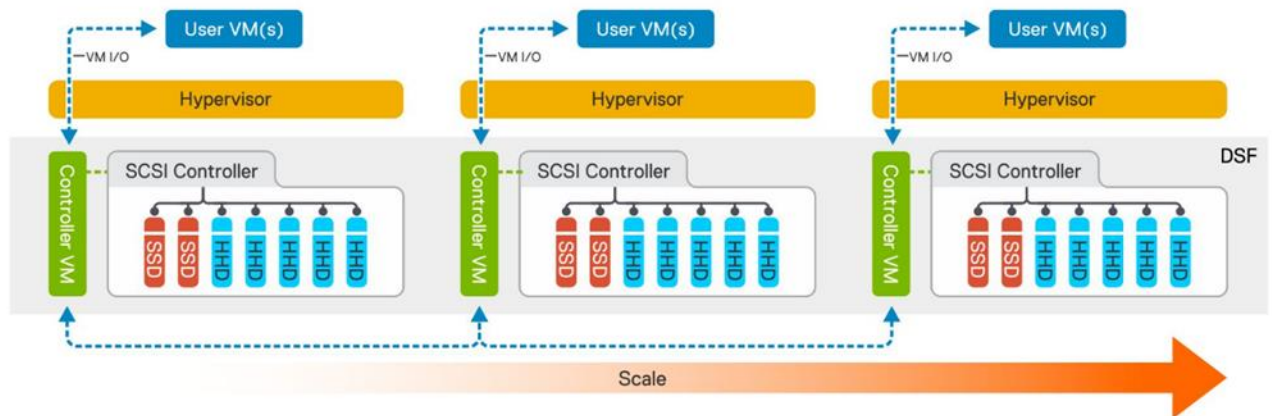 User VM(s) User VM(s) User VM(s)
VM I/O VM I/O VM I/O
Hypervisor Hypervisor Hypervisor
DSF
Controller VM SCSI Controller Controller VM SCSI Controller Controller VM SCSI Controller
SSD SSD HHD HHD HHD HHD HHD SSD SSD HHD HHD HHD HHD HHD SSD SSD HHD HHD HHD HHD HHD
Scale